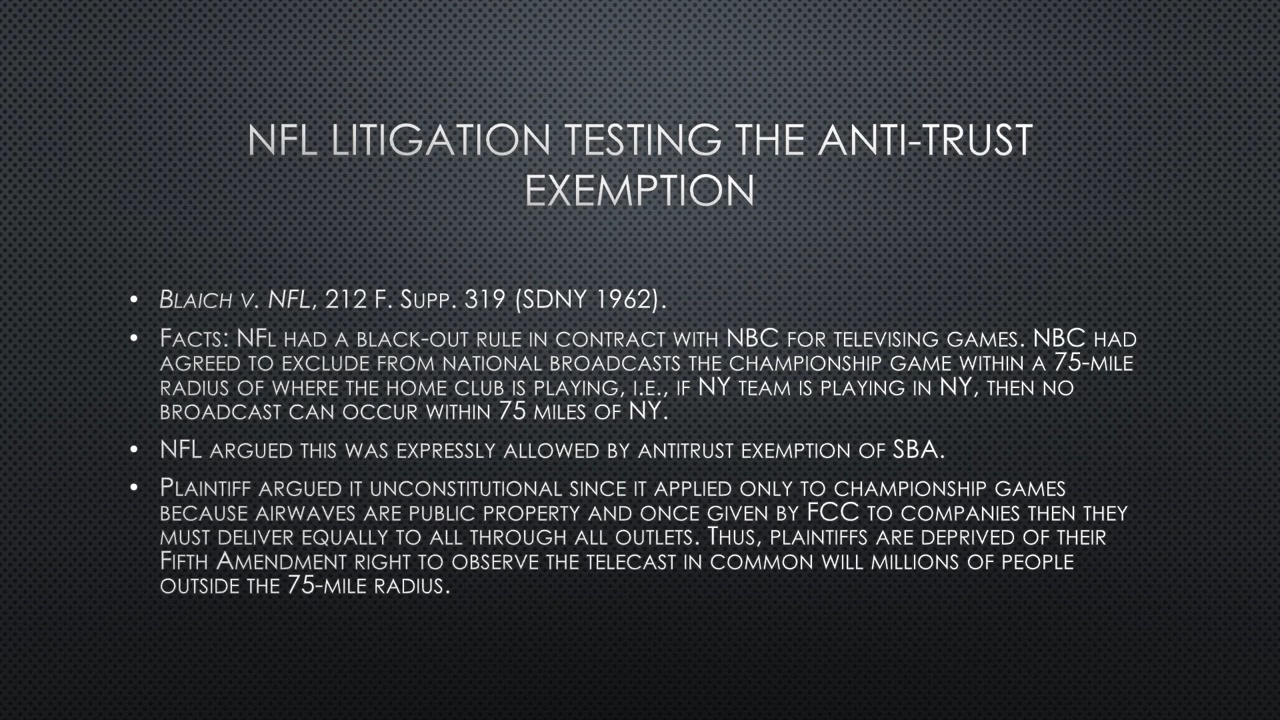 NFL LITIGATION TESTING THE ANTI-TRUST
EXEMPTION
• BLAICH V. NFL, 212 F. SUPP. 319 (SDNY 1962).
• FACTS: NFL HAD A BLACK-OUT RULE IN CONTRACT WITH NBC FOR TELEVISING GAMES. NBC HAD
AGREED TO EXCLUDE FROM NATIONAL BROADCASTS THE CHAMPIONSHIP GAME WITHIN A 75-MILE
RADIUS OF WHERE THE HOME CLUB IS PLAYING, I.E., IF NY TEAM IS PLAYING IN NY, THEN NO
BROADCAST CAN OCCUR WITHIN 75 MILES OF NY.
• NFL ARGUED THIS WAS EXPRESSLY ALLOWED BY ANTITRUST EXEMPTION OF SBA.
• PLAINTIFF ARGUED IT UNCONSTITUTIONAL SINCE IT APPLIED ONLY TO CHAMPIONSHIP GAMES
BECAUSE AIRWAVES ARE PUBLIC PROPERTY AND ONCE GIVEN BY FCC TO COMPANIES THEN THEY
MUST DELIVER EQUALLY TO ALL THROUGH ALL OUTLETS. THUS, PLAINTIFFS ARE DEPRIVED OF THEIR
FIFTH AMENDMENT RIGHT TO OBSERVE THE TELECAST IN COMMON WILL MILLIONS OF PEOPLE
OUTSIDE THE 75-MILE RADIUS.